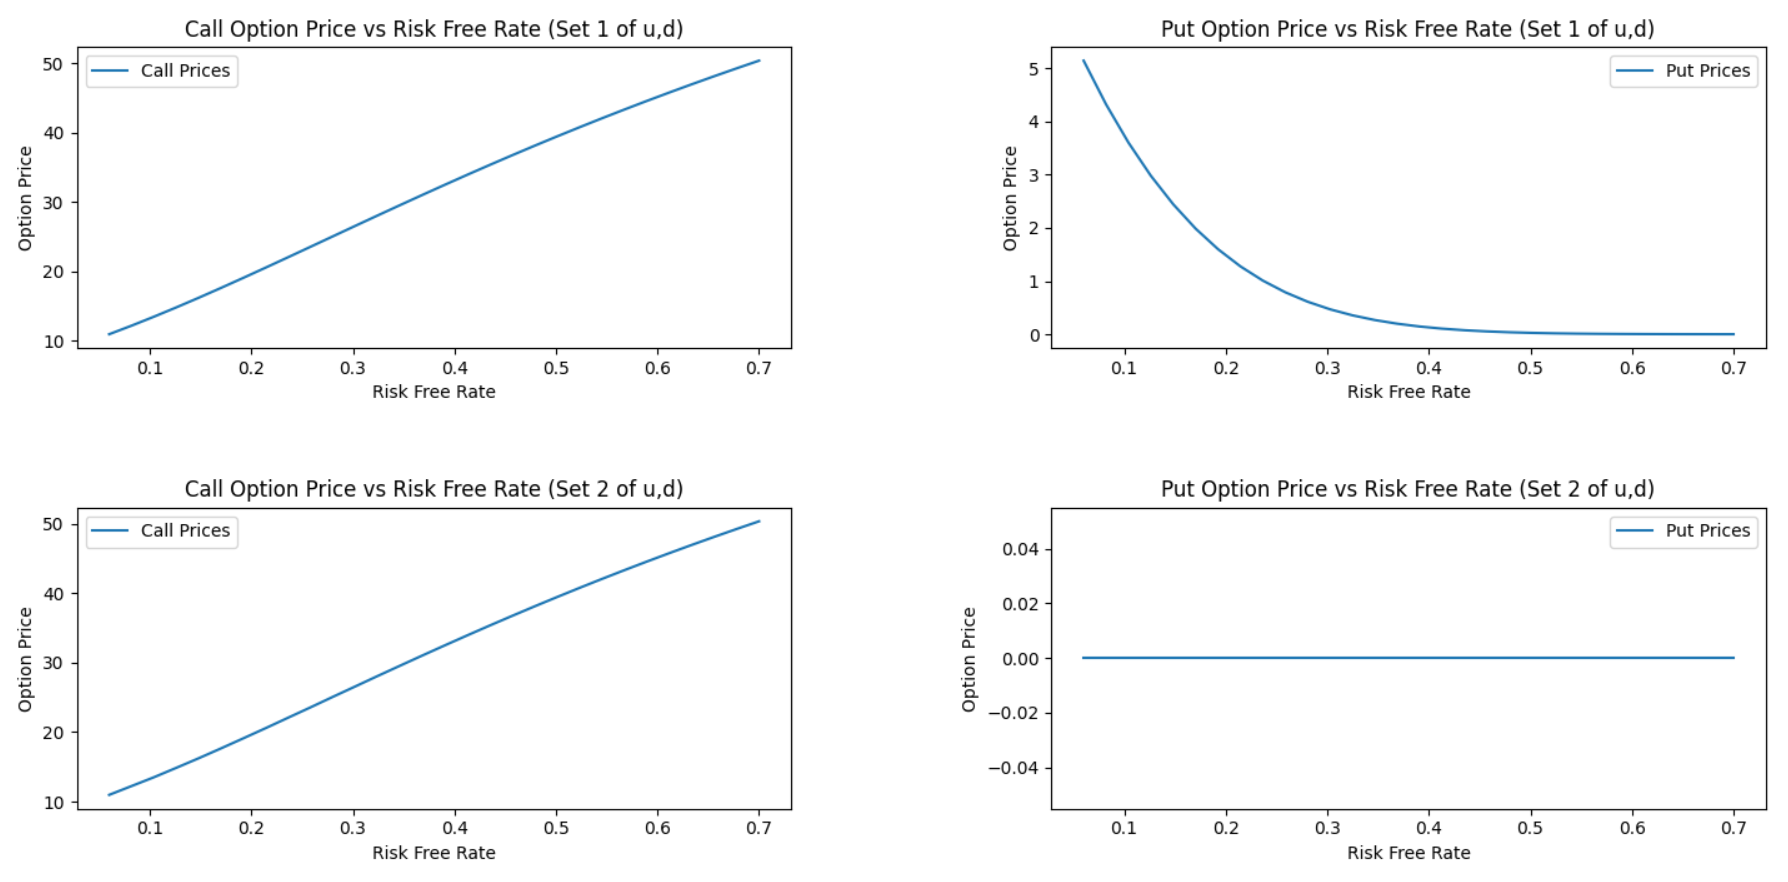 Call Option Price vs Risk Free Rate (Set 1 of u,d)
Call Prices
50
40
30
20
10
Option Price
0.1 0.2 0.3 0.4 0.5 0.6 0.7
Risk Free Rate
Put Option Price vs Risk Free Rate (Set 1 of u,d)
Put Prices
5
4
3
2
1
0
Option Price
0.1 0.2 0.3 0.4 0.5 0.6 0.7
Risk Free Rate
Call Option Price vs Risk Free Rate (Set 2 of u,d)
Call Prices
50
40
30
20
10
Option Price
0.1 0.2 0.3 0.4 0.5 0.6 0.7
Risk Free Rate
Put Option Price vs Risk Free Rate (Set 2 of u,d)
Put Prices
0.04
0.02
0.00
−0.02
−0.04
Option Price
0.1 0.2 0.3 0.4 0.5 0.6 0.7
Risk Free Rate